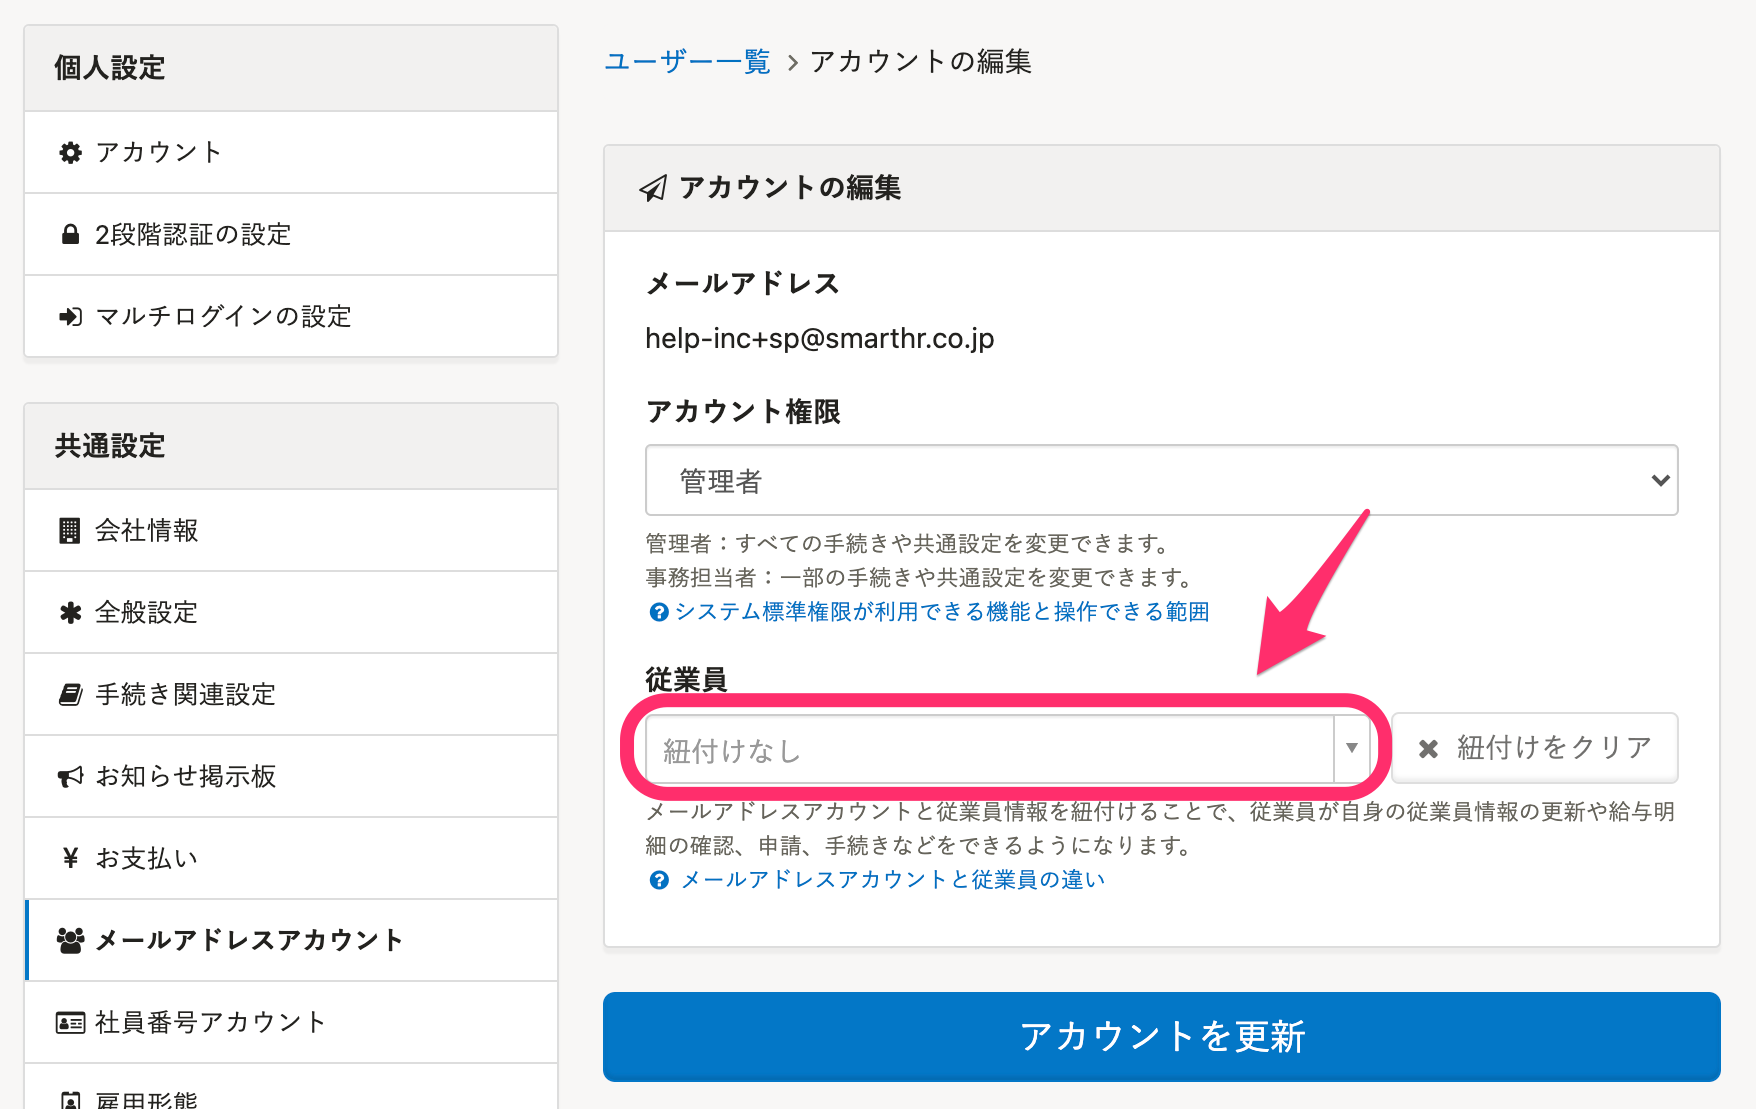 個人設定
アカウント
2段階認証の設定
マルチログインの設定
共通設定
会社情報
全般設定
手続き関連設定
お知らせ掲示板
お支払い
メールアドレスアカウント
社員番号アカウント
雇用形態
ユーザー一覧 › アカウントの編集
アカウントの編集
メールアドレス
help-inc+sp@smarthr.co.jp
アカウント権限
管理者
管理者：すべての手続きや共通設定を変更できます。
事務担当者：一部の手続きや共通設定を変更できます。
システム標準権限が利用できる機能と操作できる範囲
従業員
紐付けなし
紐付けをクリア
メールアドレスアカウントと従業員情報を紐付けることで、従業員が自身の従業員情報の更新や給与明
細の確認、申請、手続きなどをできるようになります。
メールアドレスアカウントと従業員の違い
アカウントを更新